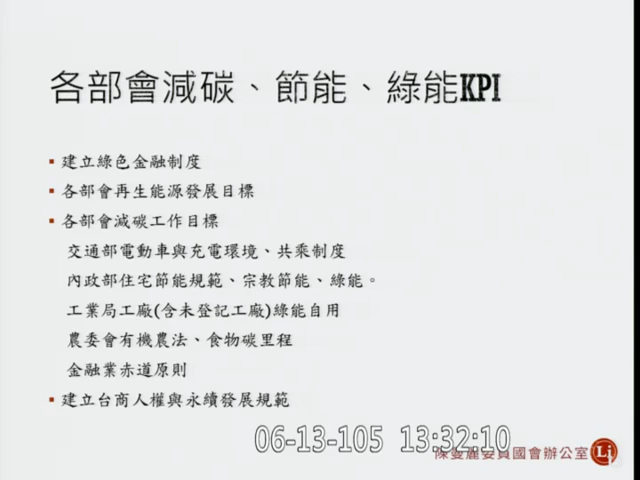 各部會減碳、節能、綠能KPI
▪ 建立綠色金融制度
▪ 各部會再生能源發展目標
▪ 各部會減碳工作目標
交通部電動車與充電環境、共乘制度
內政部住宅節能規範、宗教節能、綠能。
工業局工廠(含未登記工廠)綠能自用
農委會有機農法、食物碳里程
金融業赤道原則
▪ 建立台商人權與永續發展規範
06-13-105 13:32:10
陳曼麗委員國會辦公室